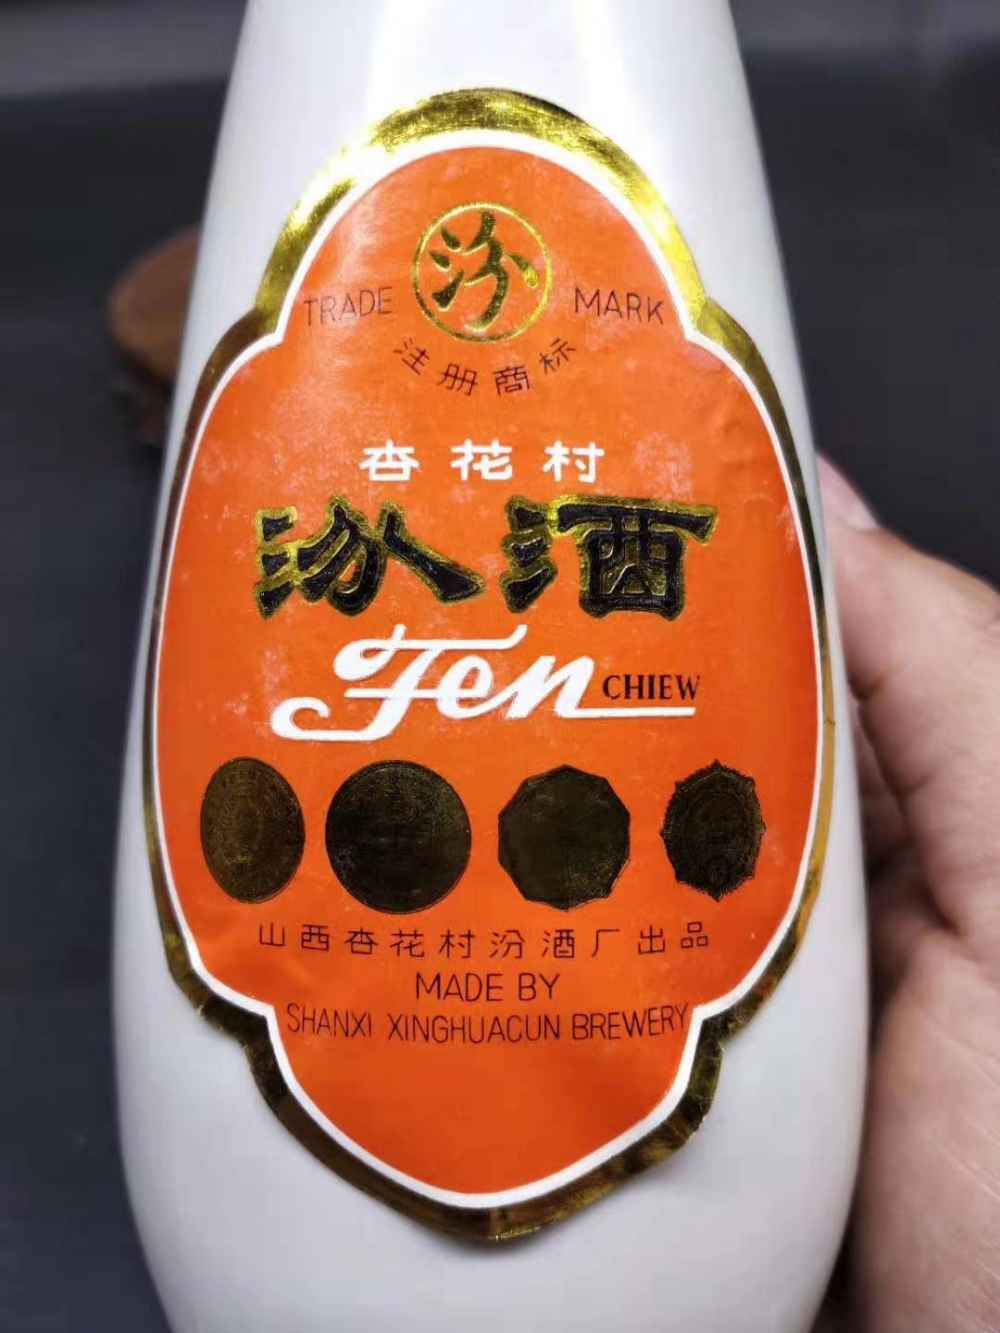 汾
TRADE MARK
注册商标
杏花村
汾酒
Fen CHIEW
山西杏花村汾酒厂出品
MADE BY
SHANXI XINGHUACUN BREWERY